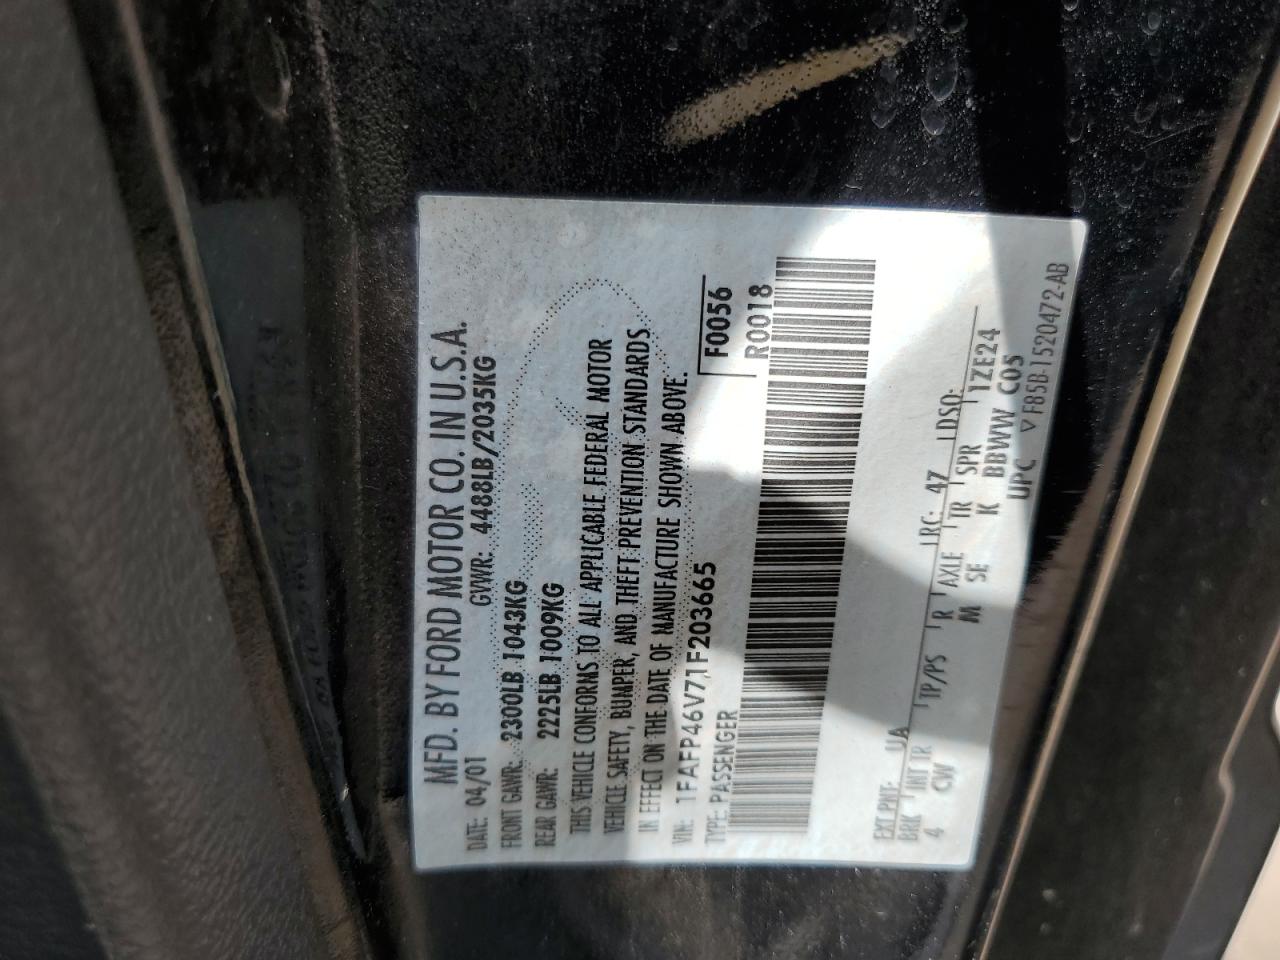 MFD. BY FORD MOTOR CO. IN U.S.A.
DATE: 04/01 GVWR: 4488LB/2035KG
FRONT GAWR: 2300LB 1043KG
REAR GAWR: 2225LB 1009KG
THIS VEHICLE CONFORMS TO ALL APPLICABLE FEDERAL MOTOR
VEHICLE SAFETY, BUMPER, AND THEFT PREVENTION STANDARDS
IN EFFECT ON THE DATE OF MANUFACTURE SHOWN ABOVE.
VIN: 1FAFP46V71F203665 F0056
TYPE: PASSENGER R0018
EXT PNT: UA RC: 47 DSO:
BRK INT TR TP/PS R AXLE TR SPR 1ZE24
4 CW M SE K BBWW C05
UPC ▽ F85B-1520472-AB